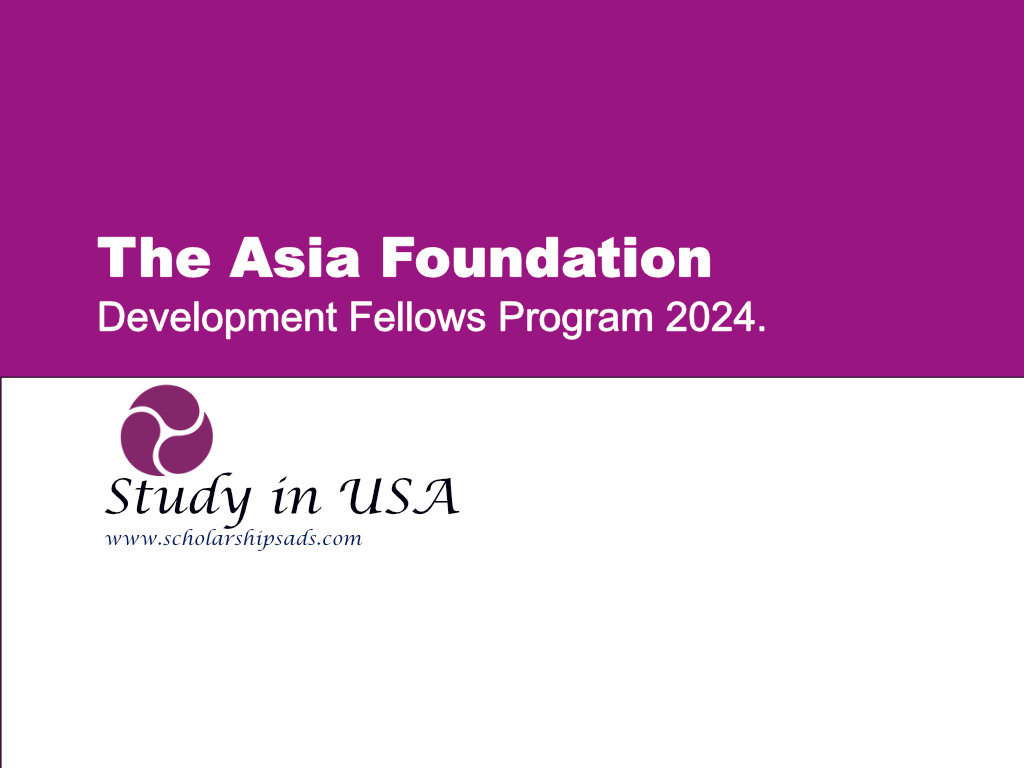 The Asia Foundation
Development Fellows Program 2024.
Study in USA
www.scholarshipsads.com